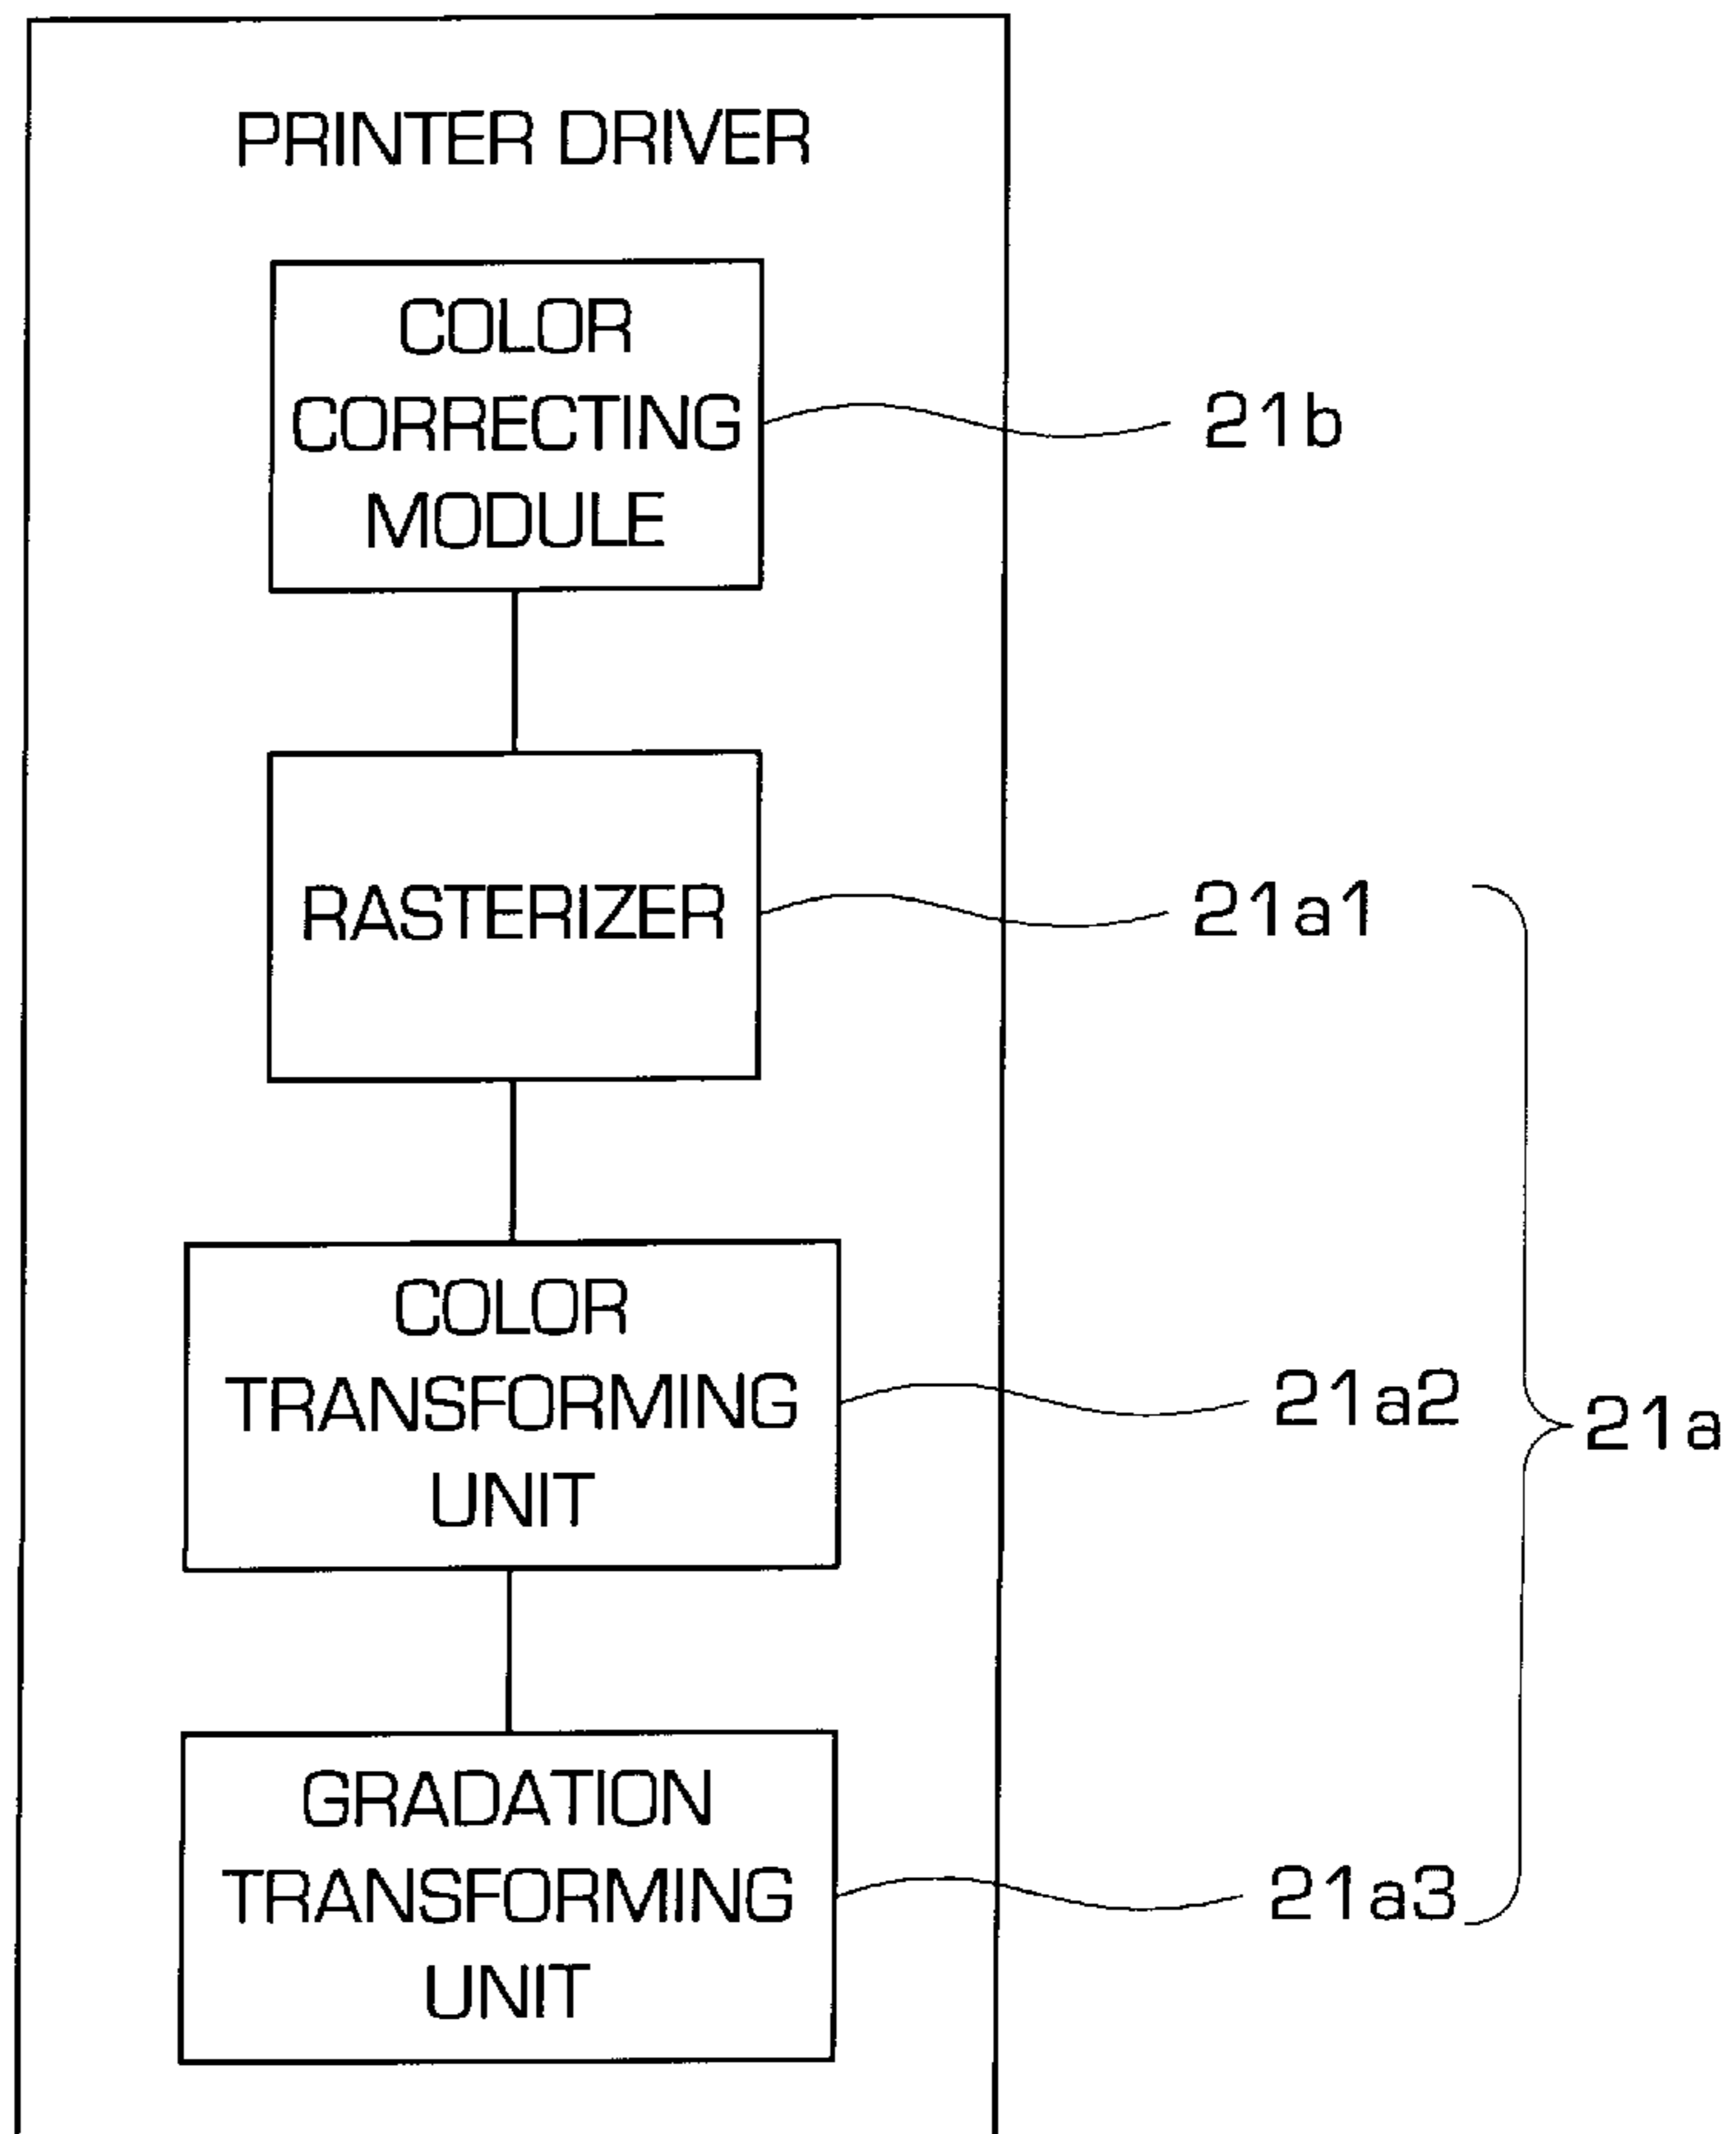 PRINTER DRIVER
COLOR
CORRECTING
MODULE
21b
RASTERIZER
21a1
COLOR
TRANSFORMING
UNIT
21a2
21a
GRADATION
TRANSFORMING
UNIT
21a3